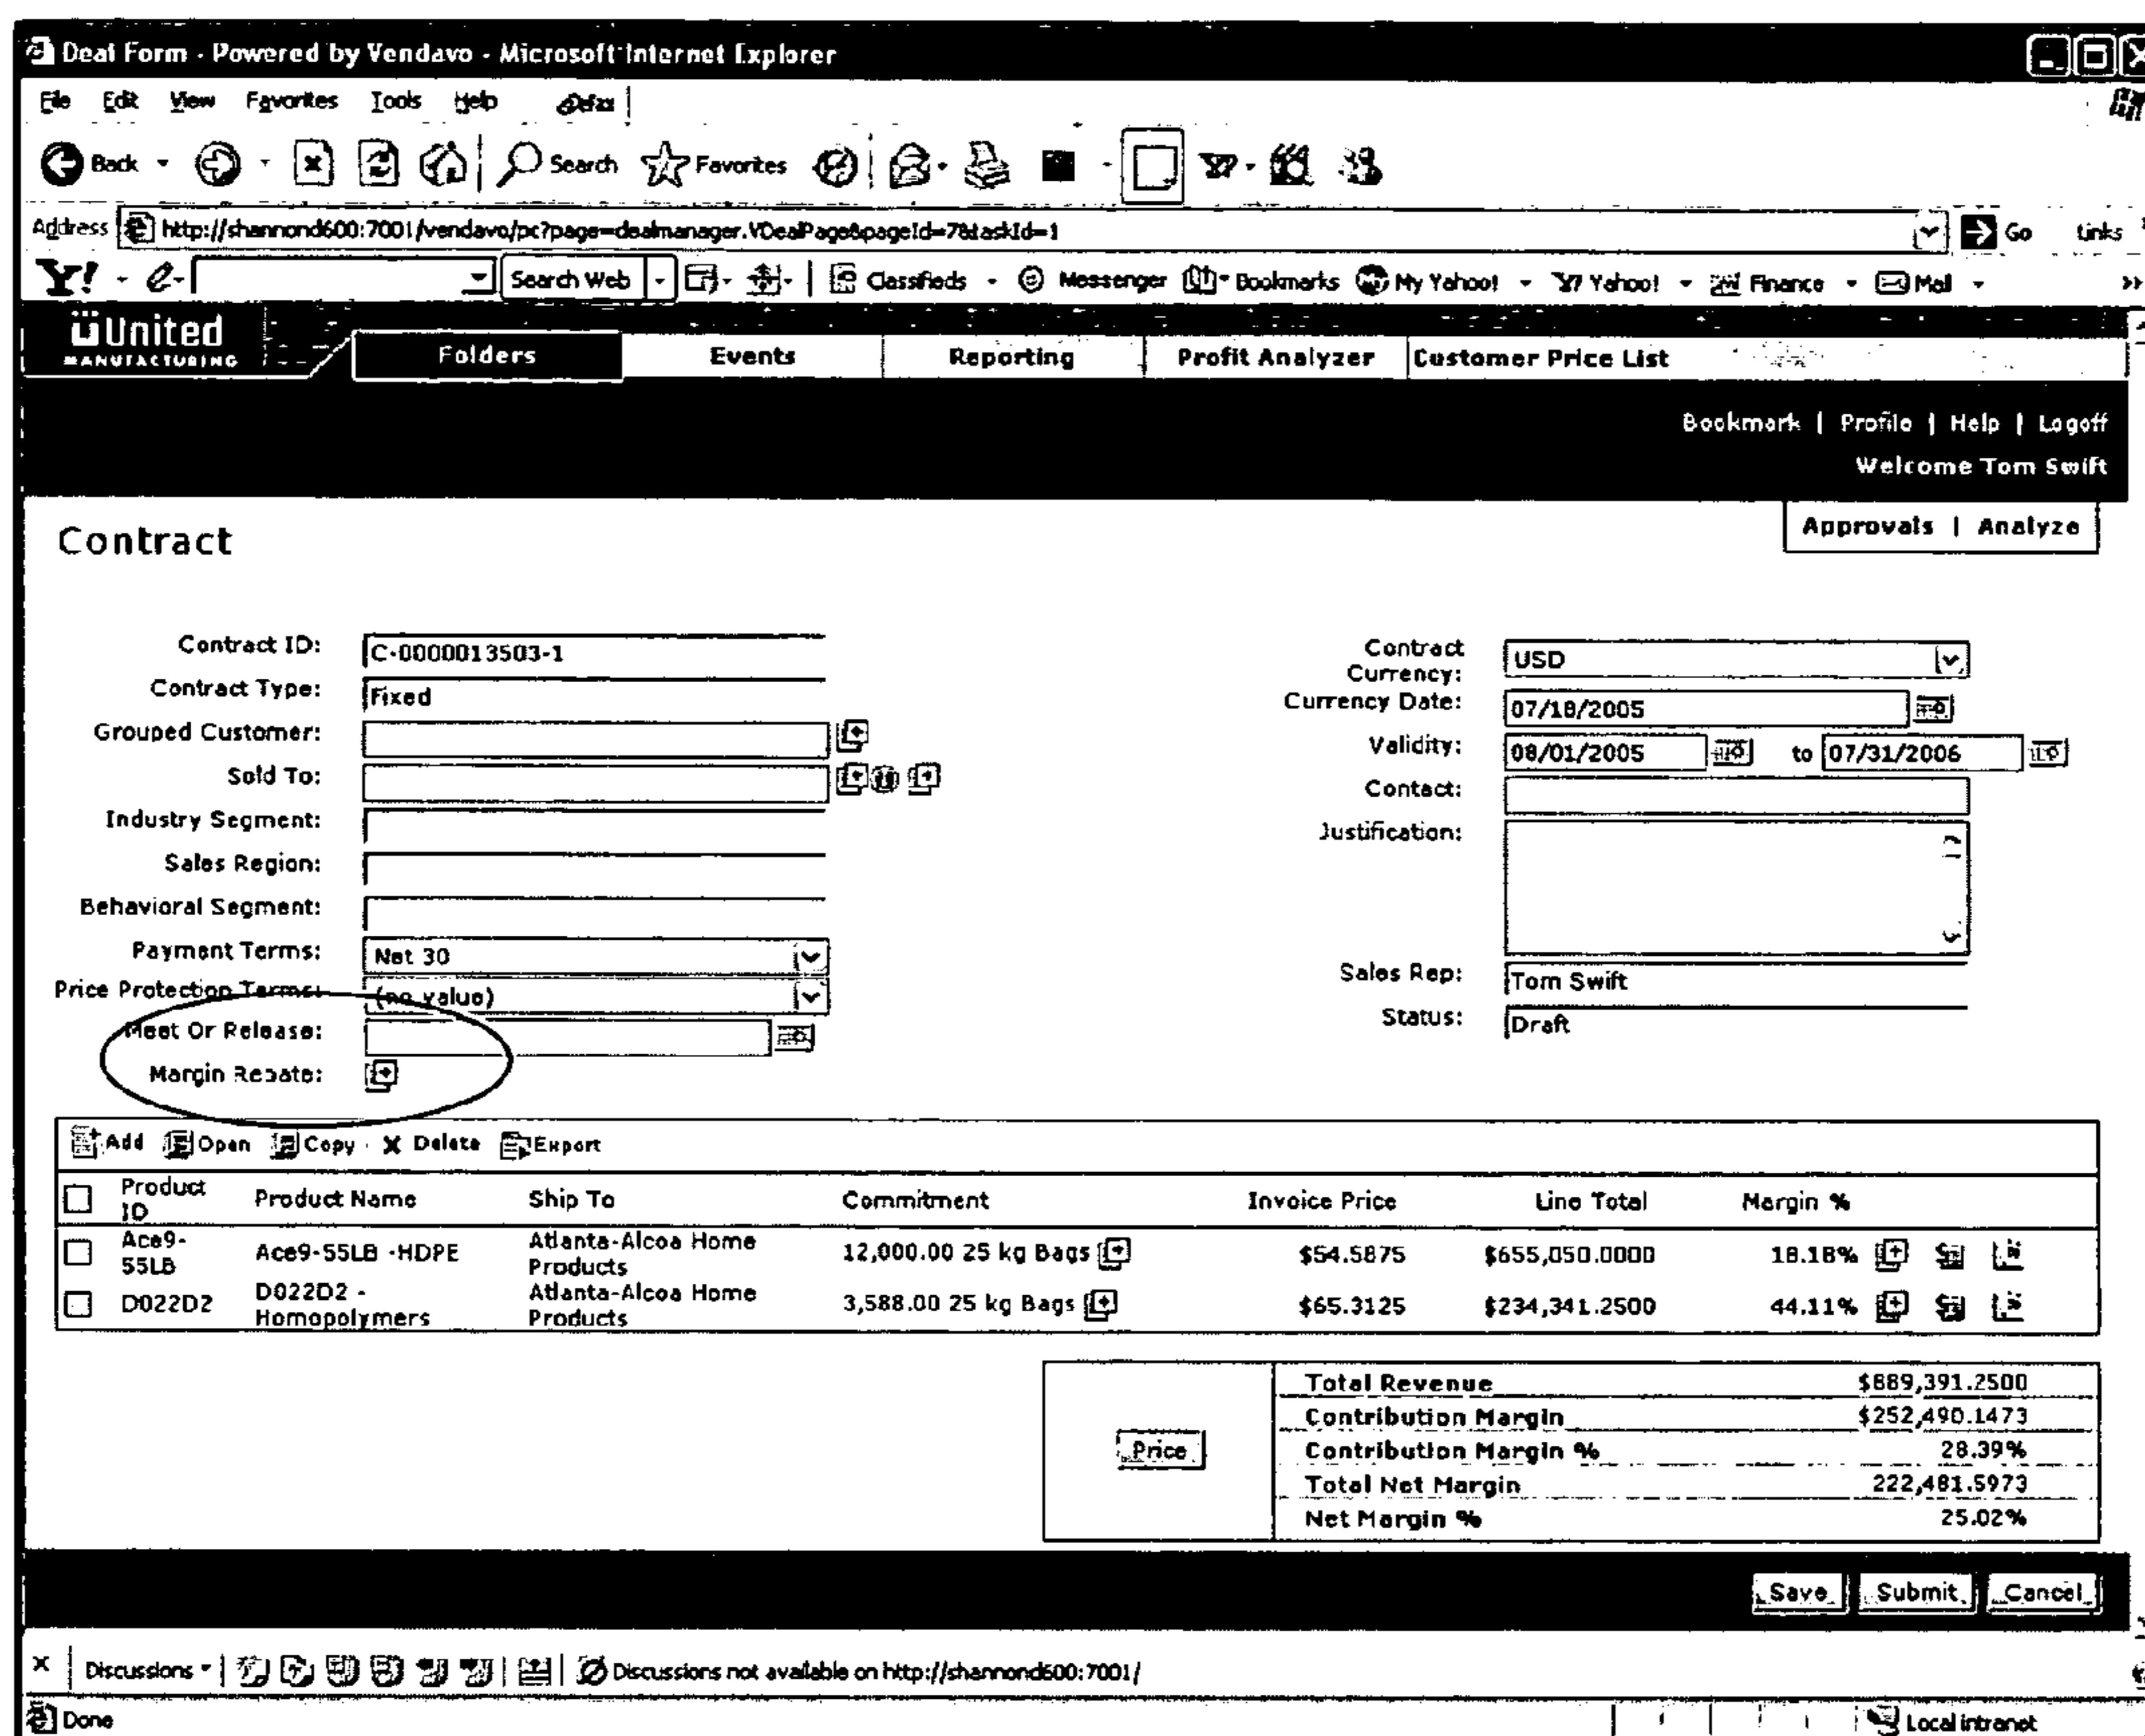 Deal Form - Powered by Vendavo - Microsoft Internet Explorer
File Edit View Favorites Tools Help
Back Search Favorites
Address http://shannond600:7001/vendavo/pc?page=dealmanager.VDealPage&pageId=78&taskId=1 Go Links
Y! Search Web Classifieds Messenger Bookmarks My Yahoo! Yahoo! Finance Mail
United
MANUFACTURING
Folders Events Reporting Profit Analyzer Customer Price List
Bookmark | Profile | Help | Logoff
Welcome Tom Swift
Approvals | Analyze
Contract
Contract ID: C-0000013503-1
Contract Type: Fixed
Grouped Customer:
Sold To:
Industry Segment:
Sales Region:
Behavioral Segment:
Payment Terms: Net 30
Price Protection Terms: (no value)
Meet Or Release:
Margin Rebate:
Contract Currency: USD
Currency Date: 07/18/2005
Validity: 08/01/2005 to 07/31/2006
Contact:
Justification:
Sales Rep: Tom Swift
Status: Draft
Add Open Copy X Delete Export
Product ID Product Name Ship To Commitment Invoice Price Line Total Margin %
Ace9-55LB Ace9-55LB -HDPE Atlanta-Alcoa Home Products 12,000.00 25 kg Bags $54.5875 $655,050.0000 18.18%
D022D2 D022D2 - Homopolymers Atlanta-Alcoa Home Products 3,588.00 25 kg Bags $65.3125 $234,341.2500 44.11%
Price
Total Revenue $889,391.2500
Contribution Margin $252,490.1473
Contribution Margin % 28.39%
Total Net Margin 222,481.5973
Net Margin % 25.02%
Save Submit Cancel
X Discussions Discussions not available on http://shannond600:7001/
Done Local intranet